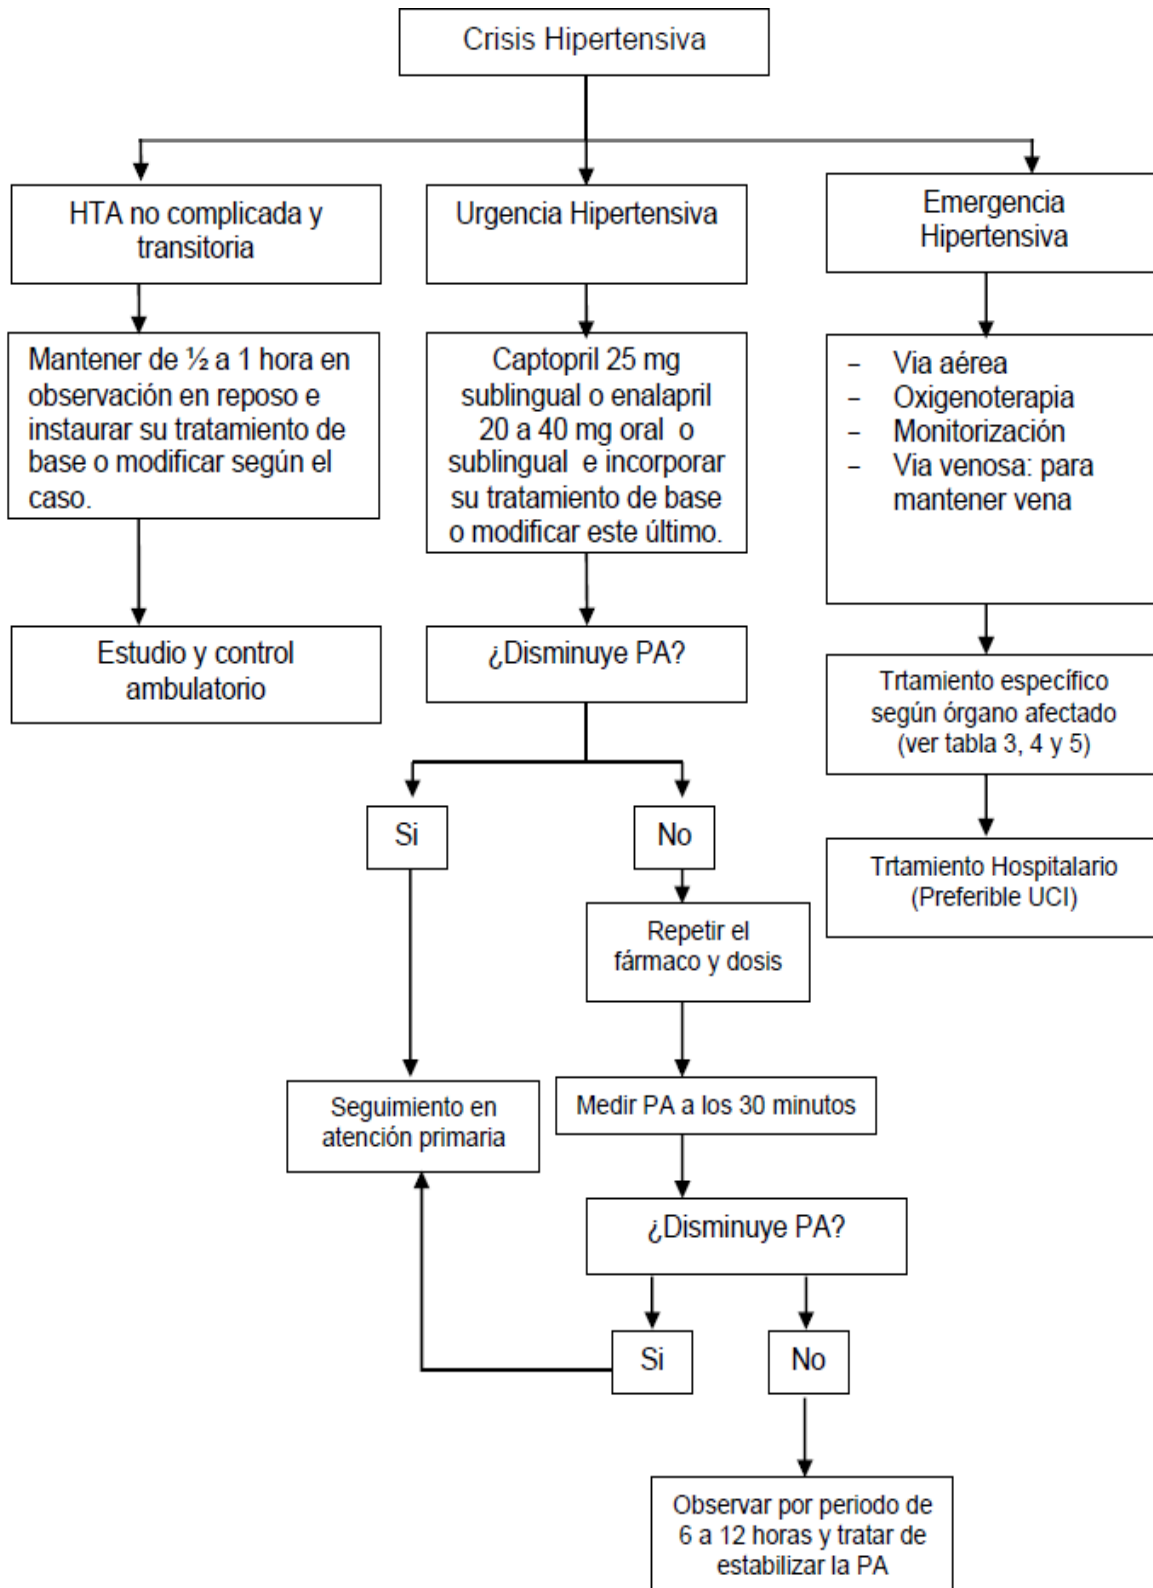 Crisis Hipertensiva
HTA no complicada y
transitoria
Urgencia Hipertensiva
Emergencia
Hipertensiva
Mantener de ½ a 1 hora en
observación en reposo e
instaurar su tratamiento de
base o modificar según el
caso.
Captopril 25 mg
sublingual o enalapril
20 a 40 mg oral o
sublingual e incorporar
su tratamiento de base
o modificar este último.
- Via aérea
- Oxigenoterapia
- Monitorización
- Via venosa: para
mantener vena
Estudio y control
ambulatorio
¿Disminuye PA?
Trtamiento específico
según órgano afectado
(ver tabla 3, 4 y 5)
Si
No
Trtamiento Hospitalario
(Preferible UCI)
Repetir el
fármaco y dosis
Seguimiento en
atención primaria
Medir PA a los 30 minutos
¿Disminuye PA?
Si
No
Observar por periodo de
6 a 12 horas y tratar de
estabilizar la PA